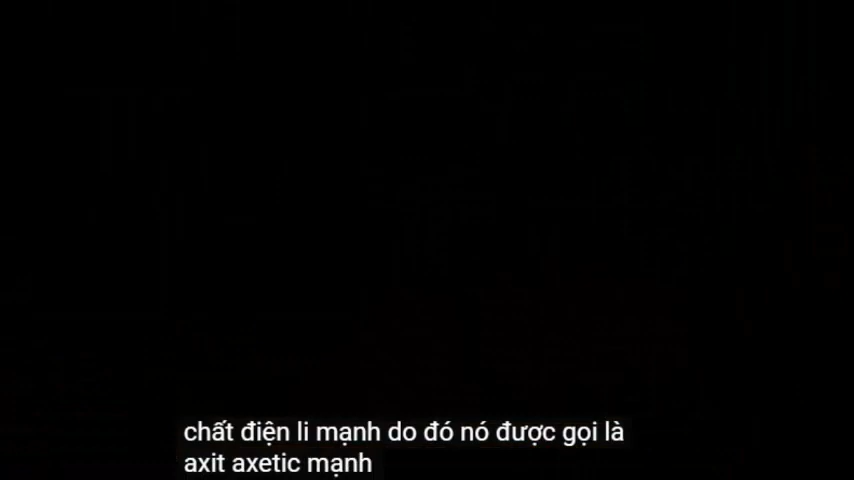 chất điện li mạnh do đó nó được gọi là
axit axetic mạnh